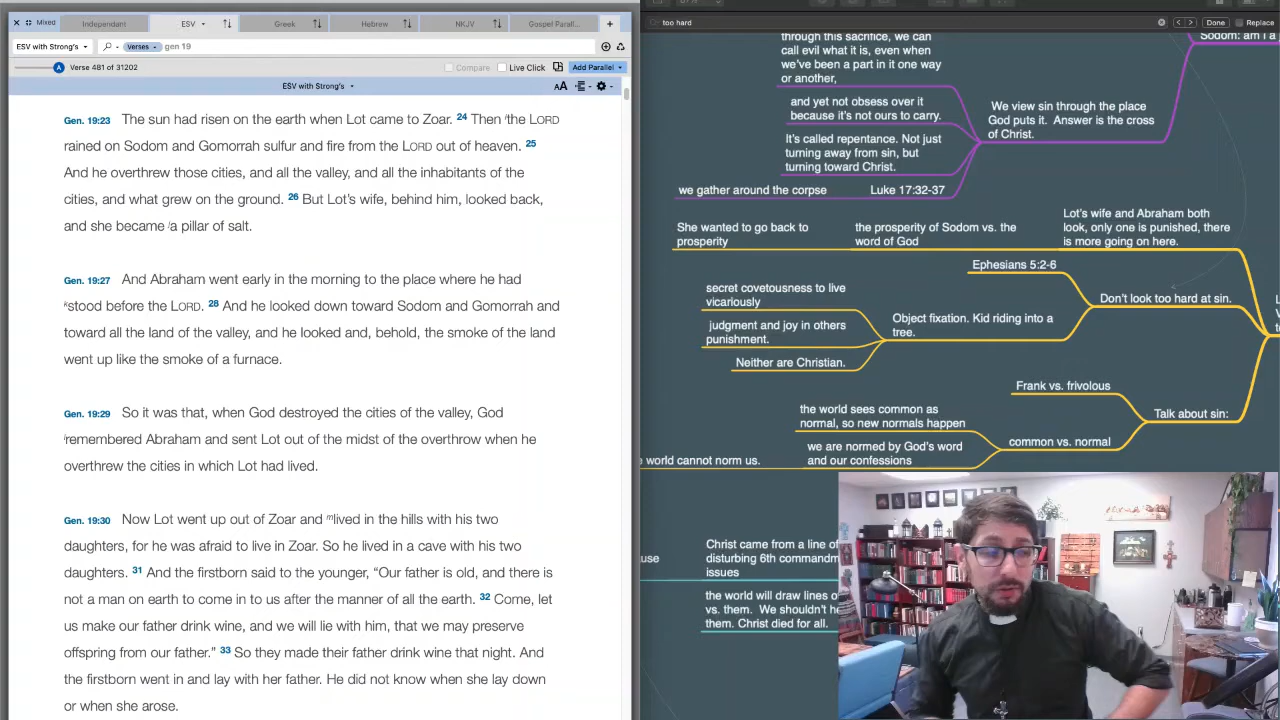 Mixed
Independant
ESV
Greek
Hebrew
NKJV
Gospel Parall...
+
ESV with Strong's
Verses
gen 19
A
Verse 481 of 31202
Compare
Live Click
Add Parallel
ESV with Strong's
AA
Gen. 19:23 The sun had risen on the earth when Lot came to Zoar. 24 Then the LORD
rained on Sodom and Gomorrah sulfur and fire from the LORD out of heaven. 25
And he overthrew those cities, and all the valley, and all the inhabitants of the
cities, and what grew on the ground. 26 But Lot's wife, behind him, looked back,
and she became a pillar of salt.
Gen. 19:27 And Abraham went early in the morning to the place where he had
stood before the LORD. 28 And he looked down toward Sodom and Gomorrah and
toward all the land of the valley, and he looked and, behold, the smoke of the land
went up like the smoke of a furnace.
Gen. 19:29 So it was that, when God destroyed the cities of the valley, God
remembered Abraham and sent Lot out of the midst of the overthrow when he
overthrew the cities in which Lot had lived.
Gen. 19:30 Now Lot went up out of Zoar and mlived in the hills with his two
daughters, for he was afraid to live in Zoar. So he lived in a cave with his two
daughters. 31 And the firstborn said to the younger, “Our father is old, and there is
not a man on earth to come in to us after the manner of all the earth. 32 Come, let
us make our father drink wine, and we will lie with him, that we may preserve
offspring from our father.” 33 So they made their father drink wine that night. And
the firstborn went in and lay with her father. He did not know when she lay down
or when she arose.
too hard
Done
Replace
through this sacrifice, we can
call evil what it is, even when
we've been a part in it one way
or another,
Sodom: am I a
and yet not obsess over it
because it's not ours to carry.
We view sin through the place
God puts it. Answer is the cross
of Christ.
It's called repentance. Not just
turning away from sin, but
turning toward Christ.
we gather around the corpse
Luke 17:32-37
She wanted to go back to
prosperity
the prosperity of Sodom vs. the
word of God
Lot's wife and Abraham both
look, only one is punished, there
is more going on here.
Ephesians 5:2-6
secret covetousness to live
vicariously
Don't look too hard at sin.
judgment and joy in others
punishment.
Object fixation. Kid riding into a
tree.
Neither are Christian.
Frank vs. frivolous
the world sees common as
normal, so new normals happen
Talk about sin:
we are normed by God's word
and our confessions
common vs. normal
world cannot norm us.
Christ came from a line of
disturbing 6th commandm
issues
the world will draw lines o
vs. them. We shouldn't he
them. Christ died for all.